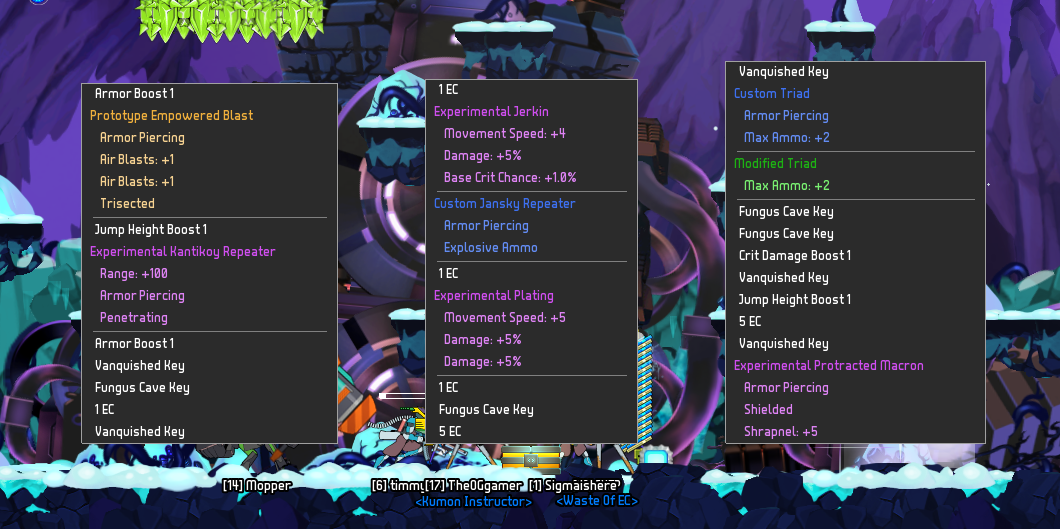 Armor Boost 1
Prototype Empowered Blast
Armor Piercing
Air Blasts: +1
Air Blasts: +1
Trisected
Jump Height Boost 1
Experimental Kantikoy Repeater
Range: +100
Armor Piercing
Penetrating
Armor Boost 1
Vanquished Key
Fungus Cave Key
1 EC
Vanquished Key
1 EC
Experimental Jerkin
Movement Speed: +4
Damage: +5%
Base Crit Chance: +1.0%
Custom Jansky Repeater
Armor Piercing
Explosive Ammo
1 EC
Experimental Plating
Movement Speed: +5
Damage: +5%
Damage: +5%
1 EC
Fungus Cave Key
5 EC
Vanquished Key
Custom Triad
Armor Piercing
Max Ammo: +2
Modified Triad
Max Ammo: +2
Fungus Cave Key
Fungus Cave Key
Crit Damage Boost 1
Vanquished Key
Jump Height Boost 1
5 EC
Vanquished Key
Experimental Protracted Macron
Armor Piercing
Shielded
Shrapnel: +5
[14] Mopper [6] timmy [17] TheOGgamer [1] Sigmaishere
<Kumon Instructor> <Waste Of EC>